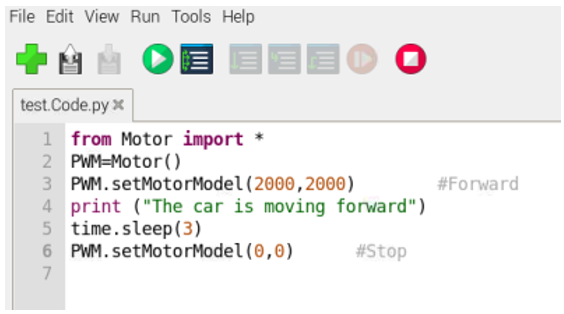 File Edit View Run Tools Help
test.Code.py ✖
1 from Motor import *
2 PWM=Motor()
3 PWM.setMotorModel(2000,2000) #Forward
4 print ("The car is moving forward")
5 time.sleep(3)
6 PWM.setMotorModel(0,0) #Stop
7